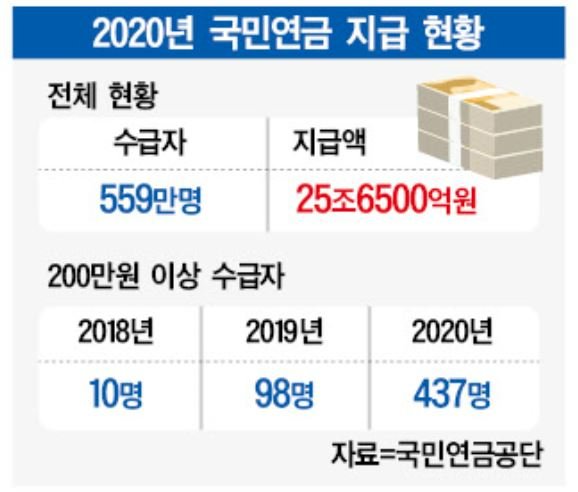 2020년 국민연금 지급 현황
전체 현황
수급자 지급액
559만명 25조6500억원
200만원 이상 수급자
2018년 2019년 2020년
10명 98명 437명
자료=국민연금공단